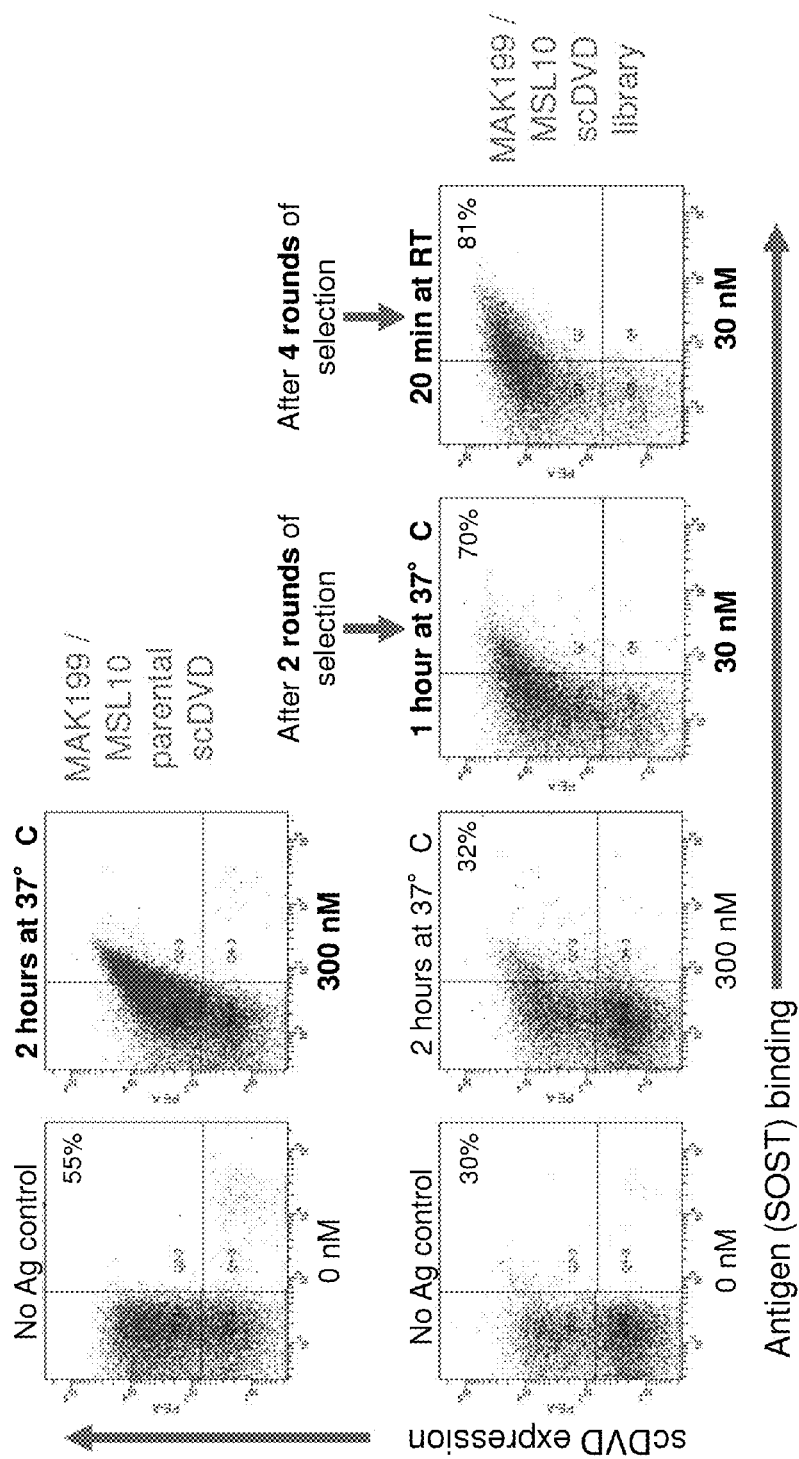 No Ag control
55%
0 nM
2 hours at 37° C
300 nM
MAK199 /
MSL10
parental
scDVD
No Ag control
30%
0 nM
2 hours at 37° C
32%
300 nM
After 2 rounds of
selection
1 hour at 37° C
70%
30 nM
After 4 rounds of
selection
20 min at RT
81%
30 nM
MAK199 /
MSL10
scDVD
library
scDVD expression
Antigen (SOST) binding